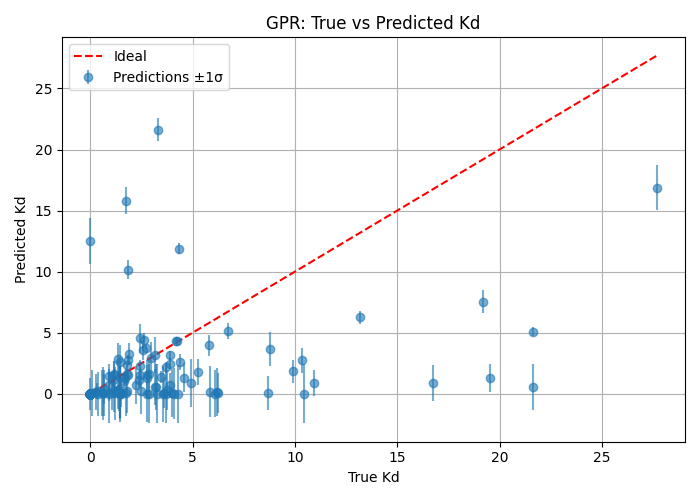 GPR: True vs Predicted Kd
Ideal
Predictions ±1σ
Predicted Kd
25
20
15
10
5
0
0 5 10 15 20 25
True Kd